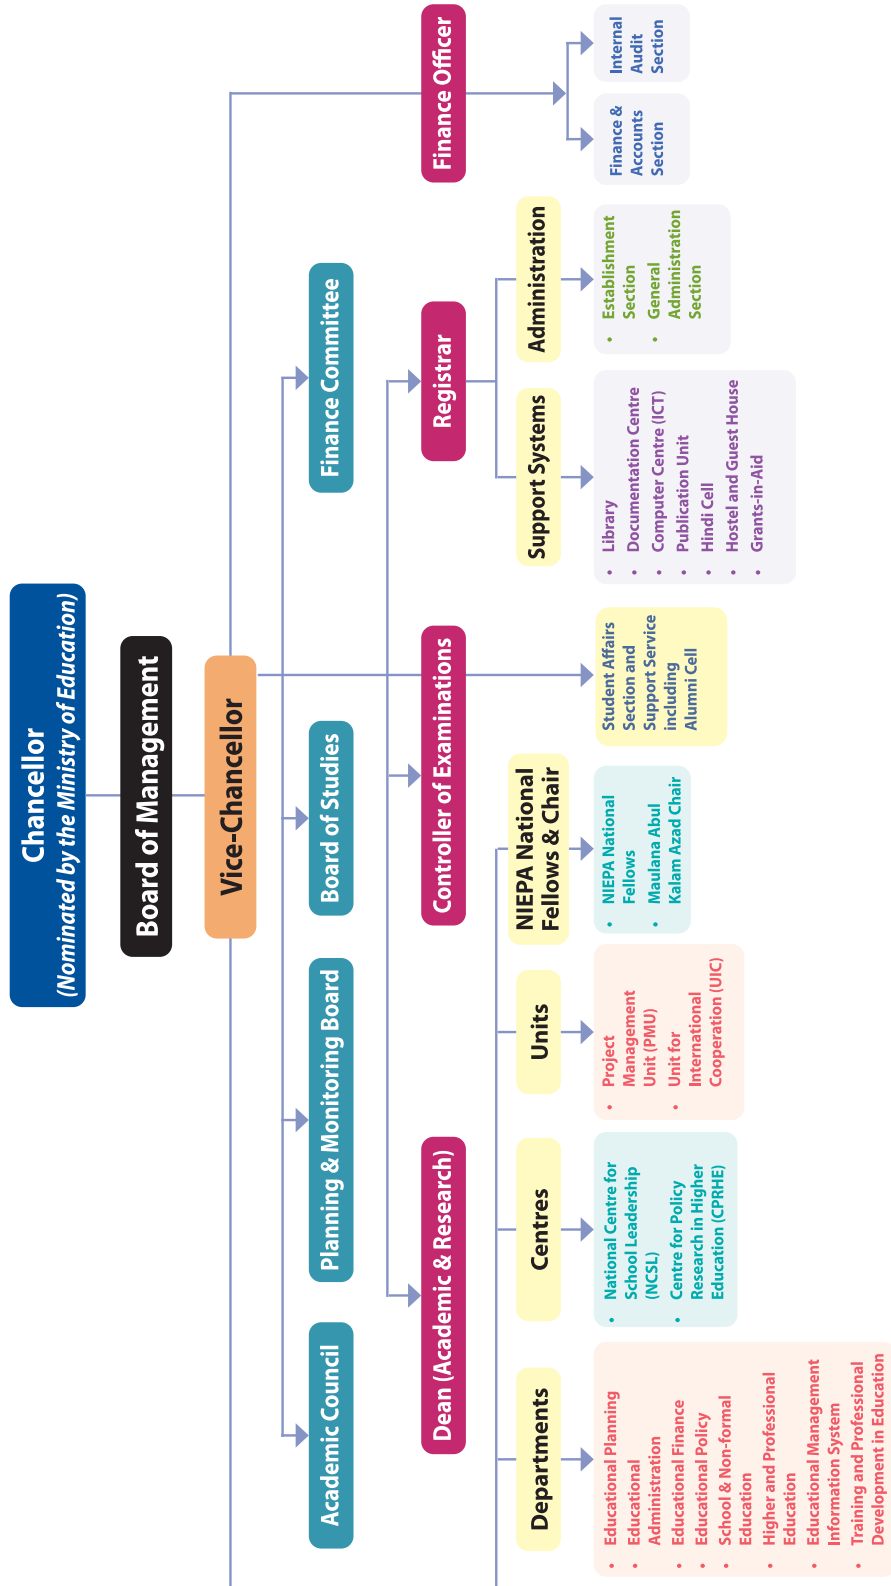 Chancellor
(Nominated by the Ministry of Education)
Board of Management
Vice-Chancellor
Academic Council
Planning & Monitoring Board
Board of Studies
Finance Committee
Dean (Academic & Research)
Controller of Examinations
Registrar
Finance Officer
Departments
Centres
Units
NIEPA National
Fellows & Chair
Support Systems
Administration
• Educational Planning
• Educational
Administration
• Educational Finance
• Educational Policy
• School & Non-formal
Education
• Higher and Professional
Education
• Educational Management
Information System
• Training and Professional
Development in Education
• National Centre for
School Leadership
(NCSL)
• Centre for Policy
Research in Higher
Education (CPRHE)
• Project
Management
Unit (PMU)
• Unit for
International
Cooperation (UIC)
• NIEPA National
Fellows
• Maulana Abul
Kalam Azad Chair
Student Affairs
Section and
Support Service
including
Alumni Cell
• Library
• Documentation Centre
• Computer Centre (ICT)
• Publication Unit
• Hindi Cell
• Hostel and Guest House
• Grants-in-Aid
• Establishment
Section
• General
Administration
Section
Finance &
Accounts
Section
Internal
Audit
Section